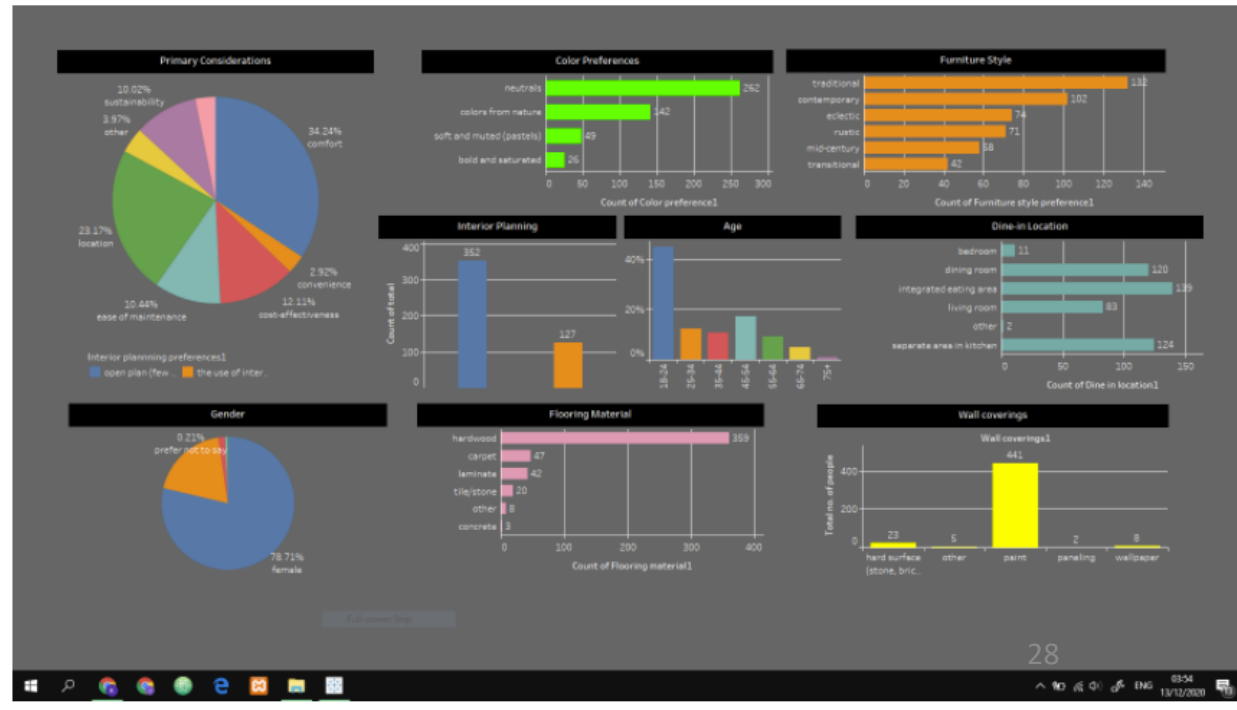 Primary Considerations
10.02%
sustainability
3.97%
other
34.24%
comfort
23.17%
location
2.92%
convenience
12.11%
cost-effectiveness
10.44%
ease of maintenance
Interior plannning preferences1
open plan (few ..
the use of inter..
Color Preferences
neutrals 262
colors from nature 142
soft and muted (pastels) 49
bold and saturated 26
0 50 100 150 200 250 300
Count of Color preference1
Furniture Style
traditional 132
contemporary 102
eclectic 74
rustic 71
mid-century 58
transitional 42
0 20 40 60 80 100 120 140
Count of Furniture style preference1
Interior Planning
Count of total
400
300
200
100
0
352
127
Age
40%
20%
0%
18-24
25-34
35-44
45-54
55-64
65-74
75+
Dine-in Location
bedroom 11
dining room 120
integrated eating area 139
living room 83
other 2
separate area in kitchen 124
0 50 100 150
Count of Dine in location1
Gender
0.21%
prefer not to say
78.71%
female
Flooring Material
hardwood 359
carpet 47
laminate 42
tile/stone 20
other 8
concrete 3
0 100 200 300 400
Count of Flooring material1
Wall coverings
Wall coverings1
Total no. of people
400
200
0
23
5
441
2
8
hard surface
(stone, bric..
other
paint
paneling
wallpaper
28
ENG
03:54
13/12/2020